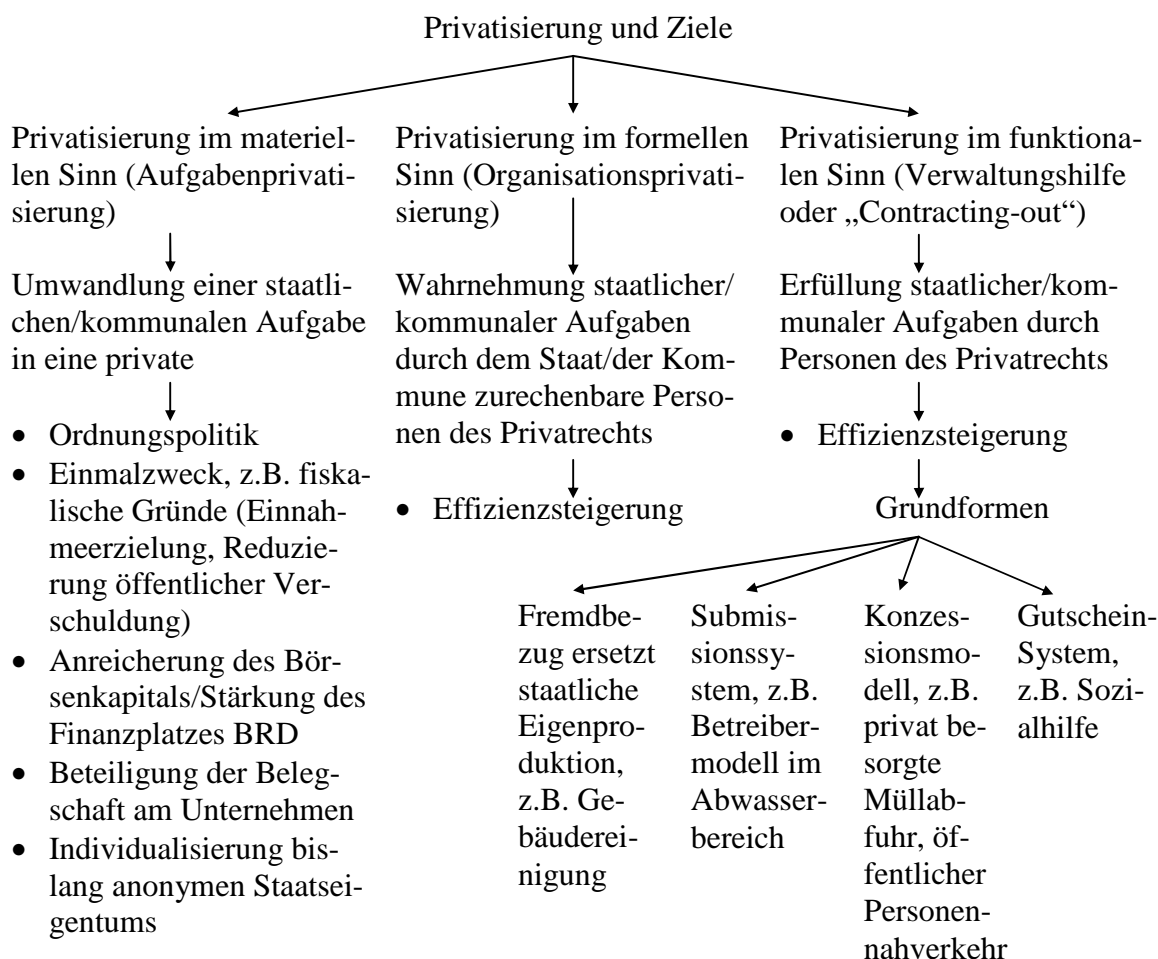 Privatisierung und Ziele
Privatisierung im materiel-
len Sinn (Aufgabenprivati-
sierung)
Umwandlung einer staatli-
chen/kommunalen Aufgabe
in eine private
• Ordnungspolitik
• Einmalzweck, z.B. fiska-
lische Gründe (Einnah-
meerzielung, Reduzie-
rung öffentlicher Ver-
schuldung)
• Anreicherung des Bör-
senkapitals/Stärkung des
Finanzplatzes BRD
• Beteiligung der Beleg-
schaft am Unternehmen
• Individualisierung bis-
lang anonymen Staatsei-
gentums
Privatisierung im formellen
Sinn (Organisationsprivati-
sierung)
Wahrnehmung staatlicher/
kommunaler Aufgaben
durch dem Staat/der Kom-
mune zurechenbare Perso-
nen des Privatrechts
• Effizienzsteigerung
Privatisierung im funktiona-
len Sinn (Verwaltungshilfe
oder „Contracting-out“)
Erfüllung staatlicher/kom-
munaler Aufgaben durch
Personen des Privatrechts
• Effizienzsteigerung
Grundformen
Fremdbe-
zug ersetzt
staatliche
Eigenpro-
duktion,
z.B. Ge-
bäuderei-
nigung
Submis-
sionssy-
stem, z.B.
Betreiber-
modell im
Abwasser-
bereich
Konzes-
sionsmo-
dell, z.B.
privat be-
sorgte
Müllab-
fuhr, öf-
fentlicher
Personen-
nahverkehr
Gutschein-
System,
z.B. Sozi-
alhilfe